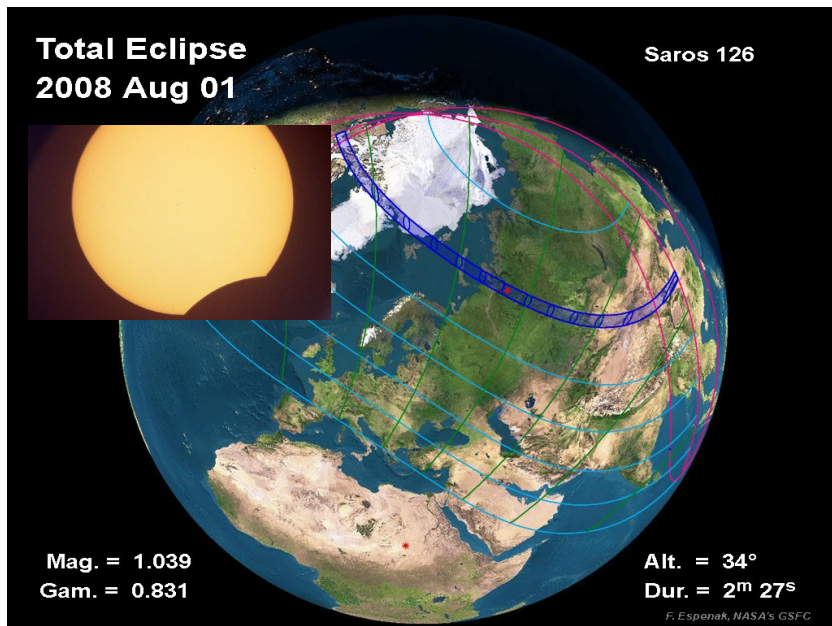 Total Eclipse
2008 Aug 01
Saros 126
Mag. = 1.039
Gam. = 0.831
Alt. = 34°
Dur. = 2m 27s
F. Espenak, NASA's GSFC